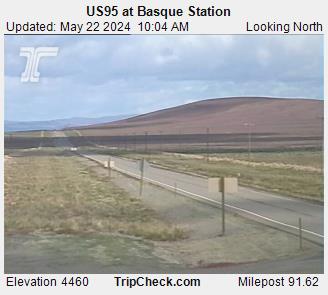 US95 at Basque Station
Updated: May 22 2024 10:04 AM Looking North
Elevation 4460 TripCheck.com Milepost 91.62